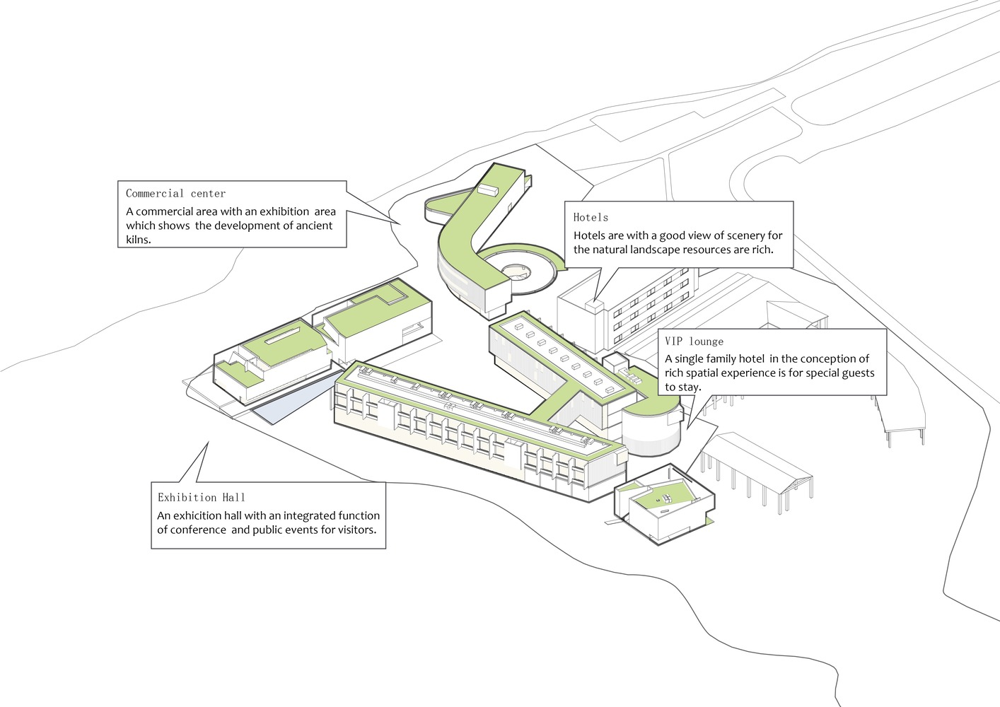 Commercial center
A commercial area with an exhibition area
which shows the development of ancient
kilns.
Hotels
Hotels are with a good view of scenery for
the natural landscape resources are rich.
VIP lounge
A single family hotel in the conception of
rich spatial experience is for special guests
to stay.
Exhibition Hall
An exhicition hall with an integrated function
of conference and public events for visitors.